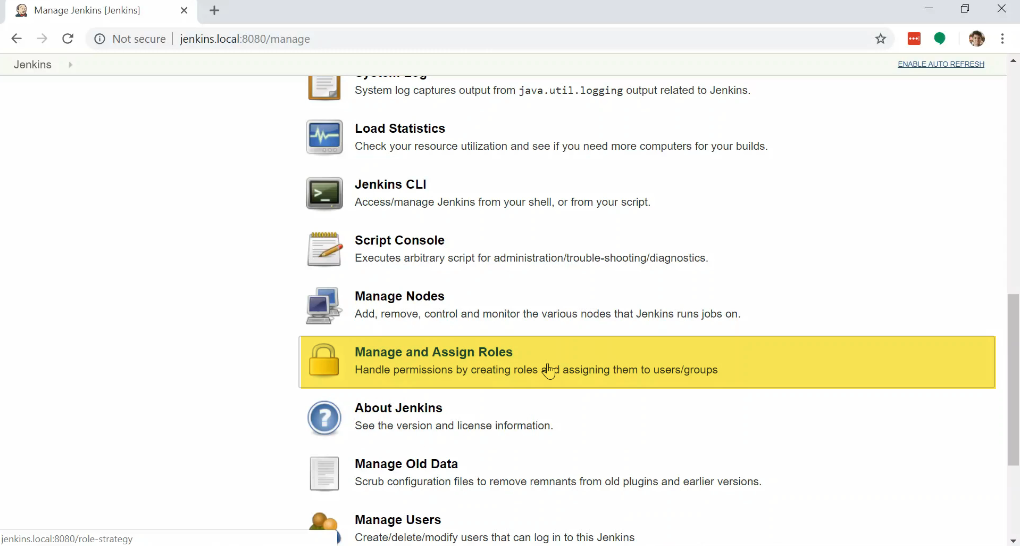 Manage Jenkins [Jenkins]
Not secure | jenkins.local:8080/manage
Jenkins
ENABLE AUTO REFRESH
System Log
System log captures output from java.util.logging output related to Jenkins.
Load Statistics
Check your resource utilization and see if you need more computers for your builds.
Jenkins CLI
Access/manage Jenkins from your shell, or from your script.
Script Console
Executes arbitrary script for administration/trouble-shooting/diagnostics.
Manage Nodes
Add, remove, control and monitor the various nodes that Jenkins runs jobs on.
Manage and Assign Roles
Handle permissions by creating roles and assigning them to users/groups
About Jenkins
See the version and license information.
Manage Old Data
Scrub configuration files to remove remnants from old plugins and earlier versions.
Manage Users
Create/delete/modify users that can log in to this Jenkins
jenkins.local:8080/role-strategy